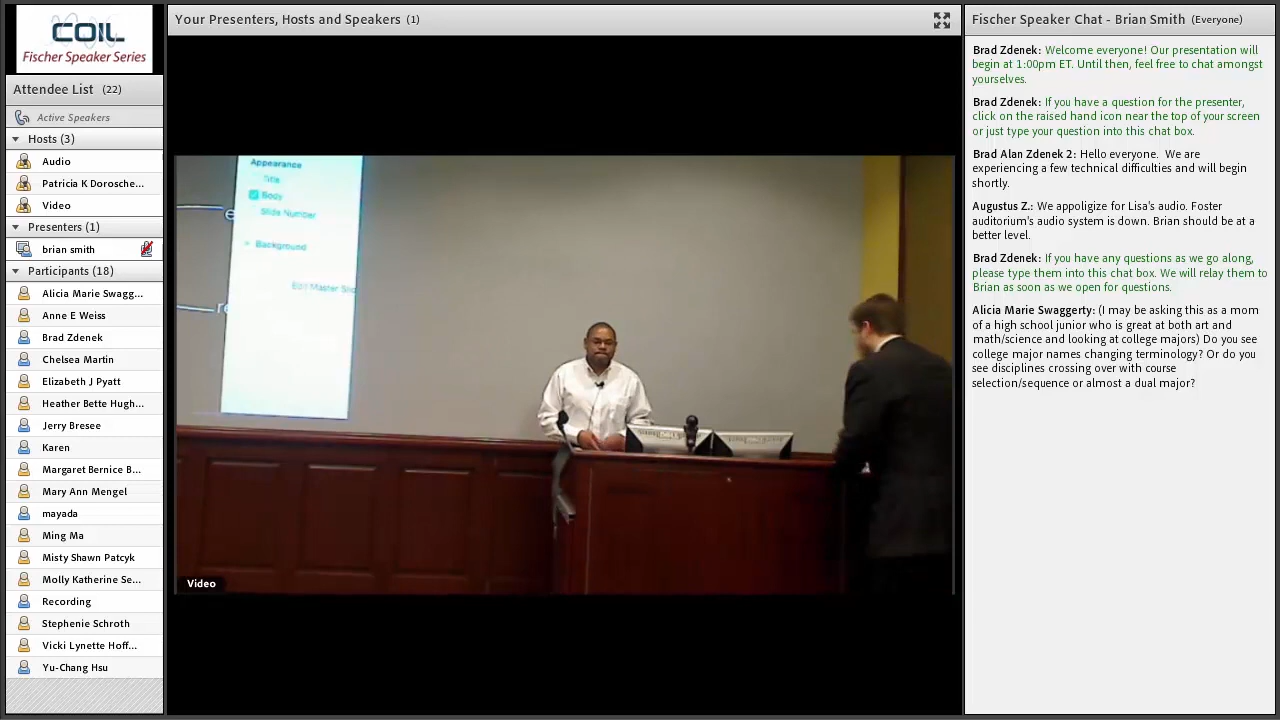 COIL
Fischer Speaker Series
Attendee List (22)
Active Speakers
Hosts (3)
Audio
Patricia K Dorosche...
Video
Presenters (1)
brian smith
Participants (18)
Alicia Marie Swagg...
Anne E Weiss
Brad Zdenek
Chelsea Martin
Elizabeth J Pyatt
Heather Bette Hugh...
Jerry Bresee
Karen
Margaret Bernice B...
Mary Ann Mengel
mayada
Ming Ma
Misty Shawn Patcyk
Molly Katherine Se...
Recording
Stephenie Schroth
Vicki Lynette Hoff...
Yu-Chang Hsu
Your Presenters, Hosts and Speakers (1)
Appearance
Title
Body
Slide Number
Background
Edit Master Slid
Video
Fischer Speaker Chat - Brian Smith (Everyone)
Brad Zdenek: Welcome everyone! Our presentation will
begin at 1:00pm ET. Until then, feel free to chat amongst
yourselves.
Brad Zdenek: If you have a question for the presenter,
click on the raised hand icon near the top of your screen
or just type your question into this chat box.
Brad Alan Zdenek 2: Hello everyone. We are
experiencing a few technical difficulties and will begin
shortly.
Augustus Z.: We appoligize for Lisa's audio. Foster
auditorium's audio system is down. Brian should be at a
better level.
Brad Zdenek: If you have any questions as we go along,
please type them into this chat box. We will relay them to
Brian as soon as we open for questions.
Alicia Marie Swaggerty: (I may be asking this as a mom
of a high school junior who is great at both art and
math/science and looking at college majors) Do you see
college major names changing terminology? Or do you
see disciplines crossing over with course
selection/sequence or almost a dual major?